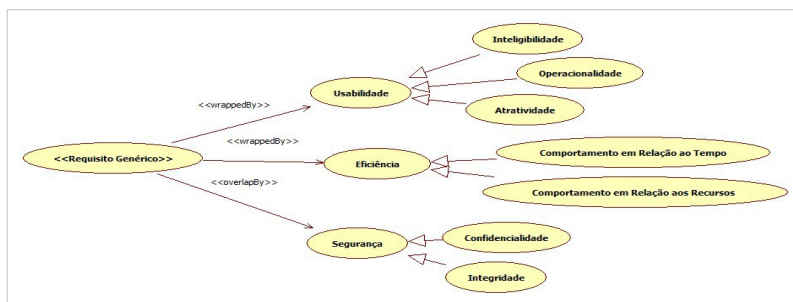 Inteligibilidade
Operacionalidade
Usabilidade
<<wrappedBy>>
Atratividade
<<wrappedBy>>
<<Requisito Genérico>>
Eficiência
Comportamento em Relação ao Tempo
<<overlapBy>>
Comportamento em Relação aos Recursos
Segurança
Confidencialidade
Integridade